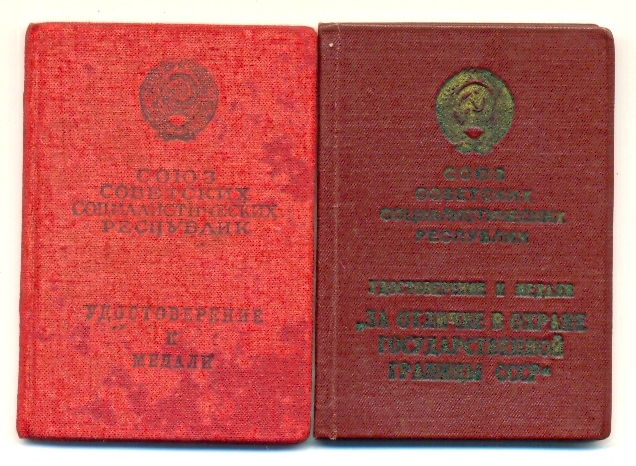 СОЮЗ
СОВЕТСКИХ
СОЦИАЛИСТИЧЕСКИХ
РЕСПУБЛИК
УДОСТОВЕРЕНИЕ
К
МЕДАЛИ
СОЮЗ
СОВЕТСКИХ
СОЦИАЛИСТИЧЕСКИХ
РЕСПУБЛИК
УДОСТОВЕРЕНИЕ К МЕДАЛИ
„ЗА ОТЛИЧИЕ В ОХРАНЕ
ГОСУДАРСТВЕННОЙ
ГРАНИЦЫ СССР“